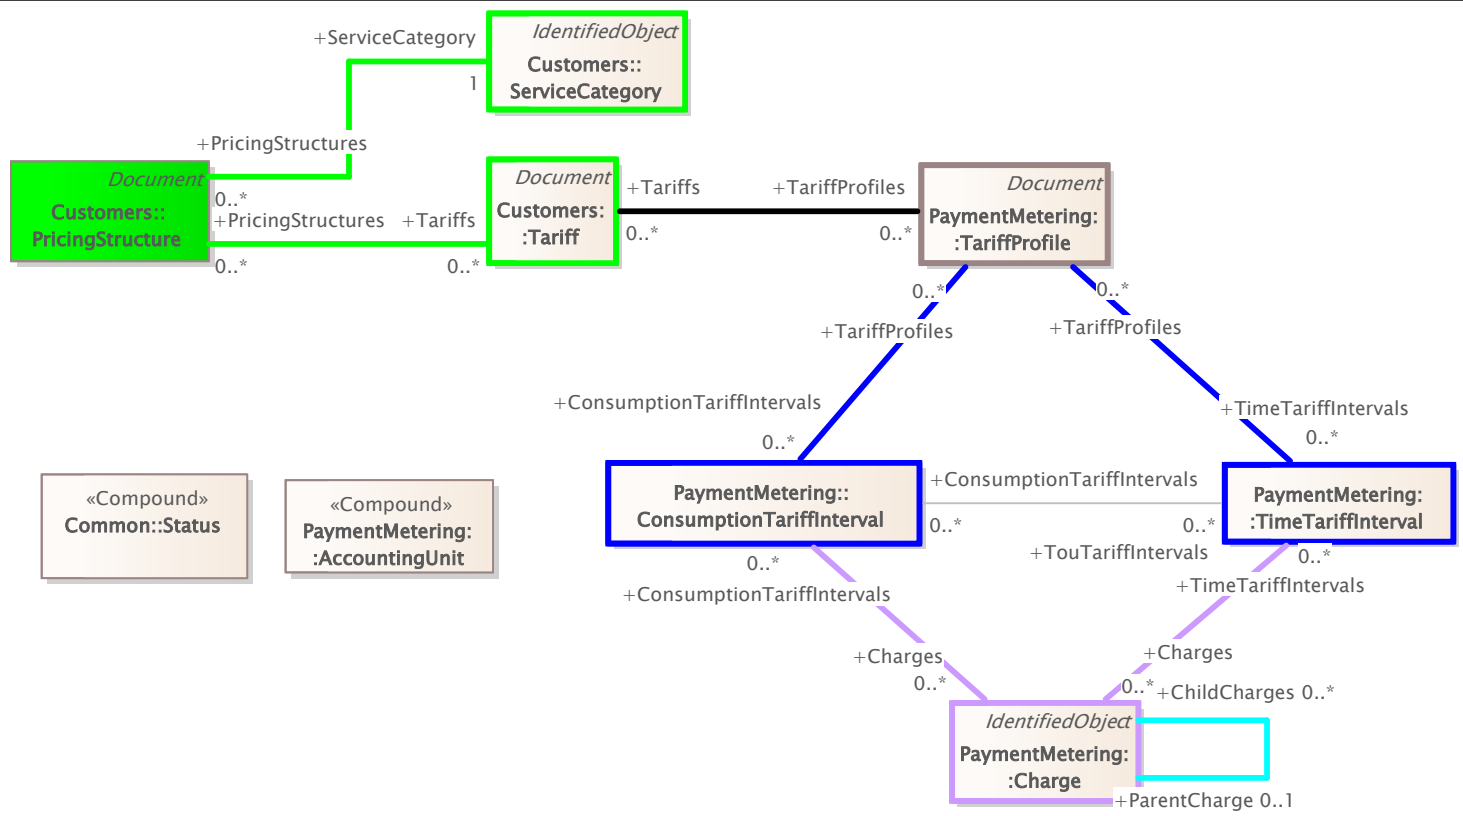 IdentifiedObject
+ServiceCategory
Customers::
ServiceCategory
1
+PricingStructures
Document
0..*
Customers::
PricingStructure
+PricingStructures
+Tariffs
0..*
0..*
Document
Customers:
:Tariff
+Tariffs
0..*
+TariffProfiles
0..*
Document
PaymentMetering:
:TariffProfile
0..*
+TariffProfiles
0..*
+TariffProfiles
+ConsumptionTariffIntervals
0..*
+TimeTariffIntervals
0..*
«Compound»
Common::Status
«Compound»
PaymentMetering:
:AccountingUnit
PaymentMetering::
ConsumptionTariffInterval
+ConsumptionTariffIntervals
0..*
0..*
+TouTariffIntervals
PaymentMetering:
:TimeTariffInterval
0..*
+ConsumptionTariffIntervals
0..*
+TimeTariffIntervals
+Charges
0..*
+Charges
0..*
+ChildCharges 0..*
IdentifiedObject
PaymentMetering:
:Charge
+ParentCharge 0..1